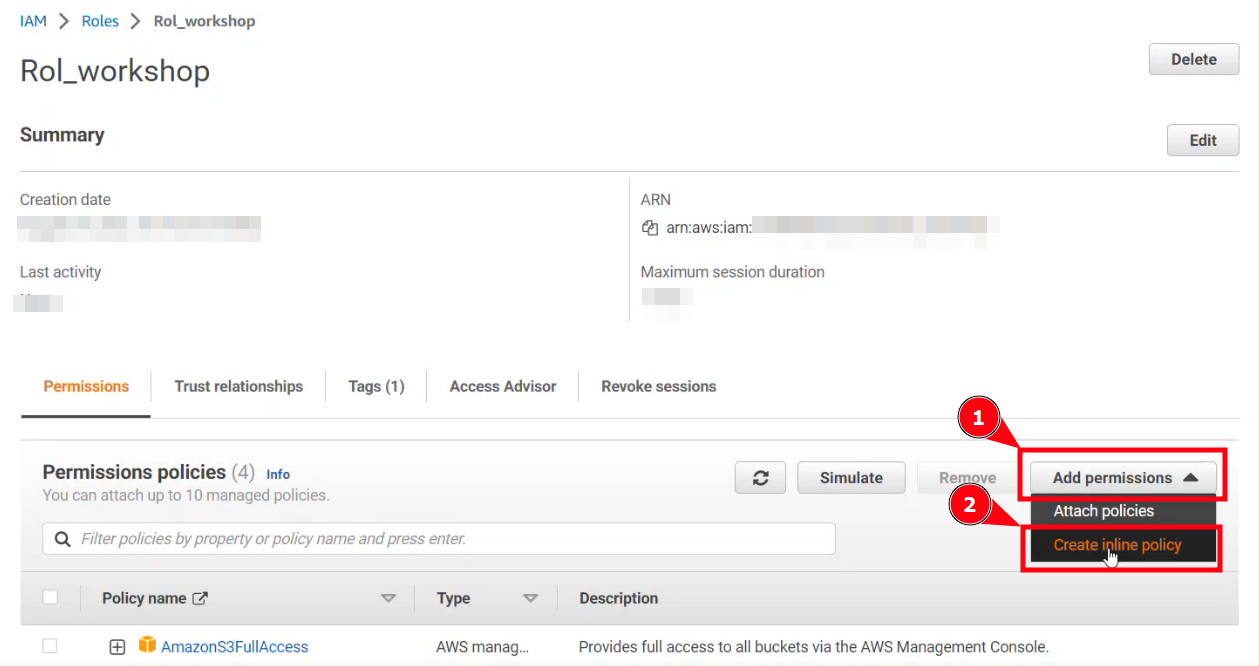 IAM > Roles > Rol_workshop
Rol_workshop
Delete
Summary
Edit
Creation date
ARN
arn:aws:iam:
Last activity
Maximum session duration
Permissions
Trust relationships
Tags (1)
Access Advisor
Revoke sessions
1
Permissions policies (4) Info
You can attach up to 10 managed policies.
Simulate
Remove
Add permissions
2
Attach policies
Filter policies by property or policy name and press enter.
Create inline policy
Policy name
Type
Description
AmazonS3FullAccess
AWS manag...
Provides full access to all buckets via the AWS Management Console.